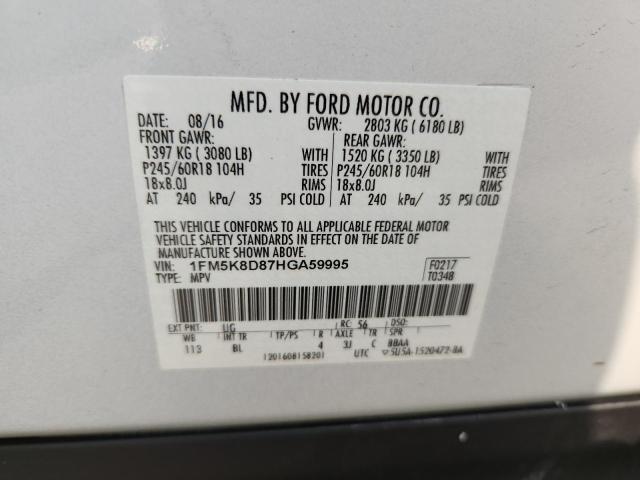 MFD. BY FORD MOTOR CO.
DATE: 08/16 GVWR: 2803 KG ( 6180 LB)
FRONT GAWR: REAR GAWR:
1397 KG ( 3080 LB) WITH 1520 KG ( 3350 LB) WITH
P245/60R18 104H TIRES P245/60R18 104H TIRES
18x8.0J RIMS 18x8.0J RIMS
AT 240 kPa/ 35 PSI COLD AT 240 kPa/ 35 PSI COLD
THIS VEHICLE CONFORMS TO ALL APPLICABLE FEDERAL MOTOR
VEHICLE SAFETY STANDARDS IN EFFECT ON THE DATE OF
MANUFACTURE SHOWN ABOVE.
VIN: 1FM5K8D87HGA59995 F0217
TYPE: MPV T0348
EXT PNT: UG RC: 56 DSO:
WB INT TR TP/PS R AXLE TR SPR
113 BL 4 3J C BBAA
1201608158201 UTC 5U5A-1520472-BA